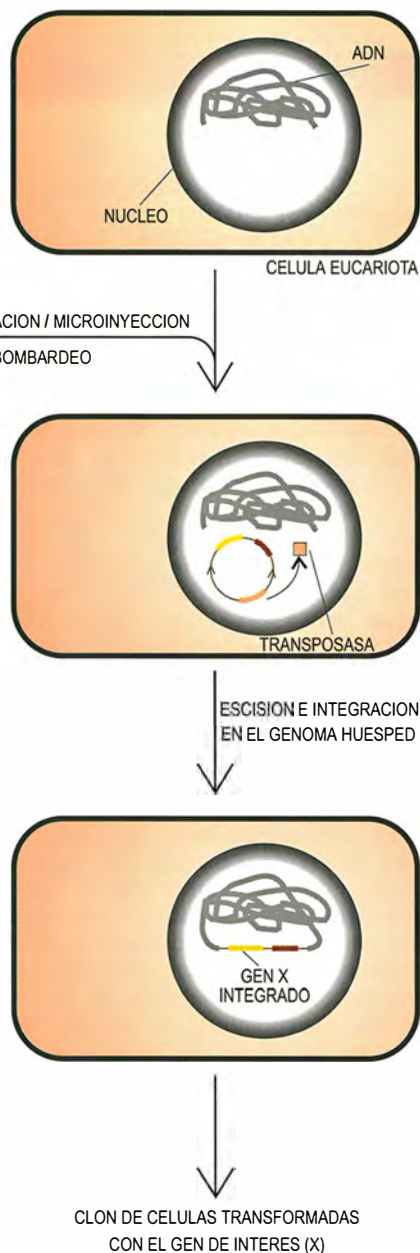 ADN
NUCLEO
CELULA EUCARIOTA
ACION / MICROINYECCION
BOMBARDEO
TRANSPOSASA
ESCISION E INTEGRACION
EN EL GENOMA HUESPED
GEN X
INTEGRADO
CLON DE CELULAS TRANSFORMADAS
CON EL GEN DE INTERES (X)